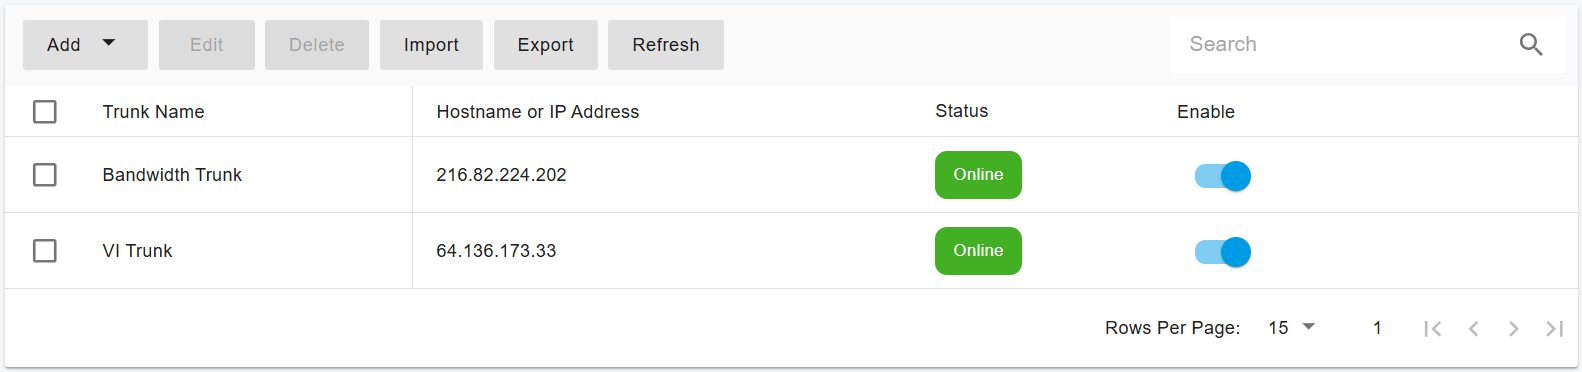 Add Edit Delete Import Export Refresh Search
Trunk Name Hostname or IP Address Status Enable
Bandwidth Trunk 216.82.224.202 Online
VI Trunk 64.136.173.33 Online
Rows Per Page: 15 1